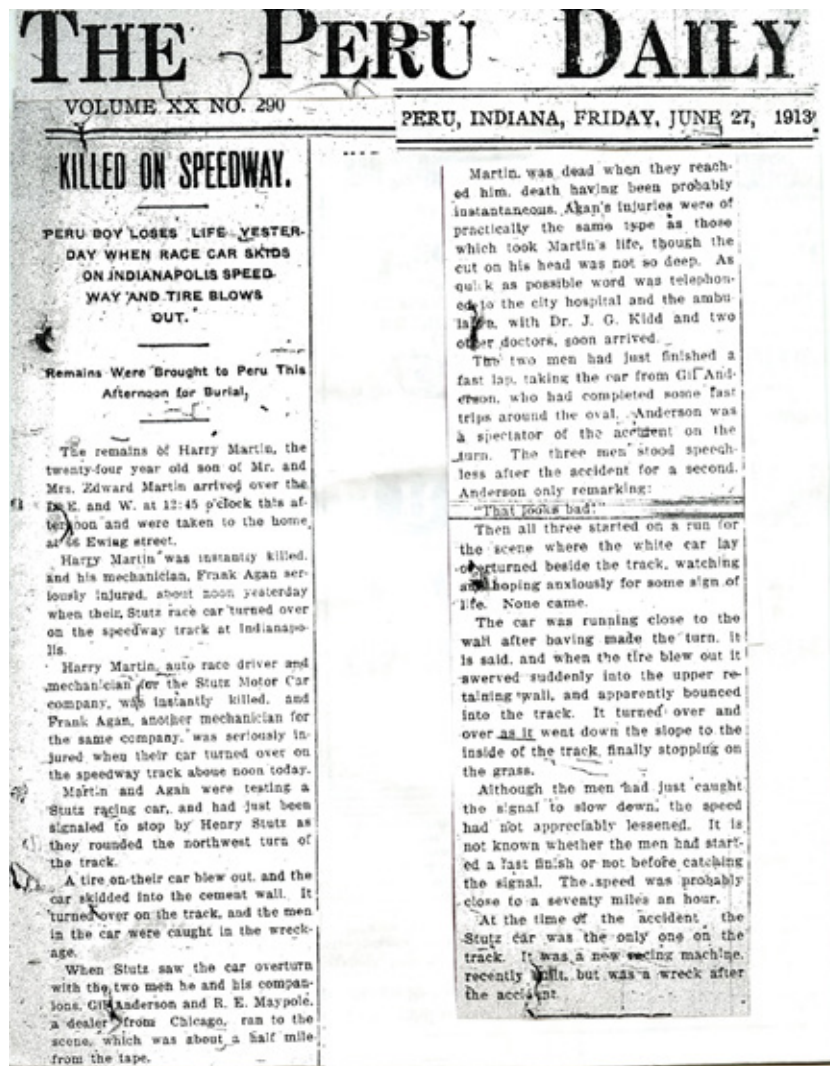 THE PERU DAILY
VOLUME XX NO. 290
PERU, INDIANA, FRIDAY, JUNE 27, 1913
KILLED ON SPEEDWAY.
PERU BOY LOSES LIFE YESTER-
DAY WHEN RACE CAR SKIDS
ON INDIANAPOLIS SPEED
WAY AND TIRE BLOWS
OUT.
Remains Were Brought to Peru This
Afternoon for Burial,
The remains of Harry Martin, the
twenty-four year old son of Mr. and
Mrs. Edward Martin arrived over the
E. and W. at 12:45 o'clock this af-
ternoon and were taken to the home
at 66 Ewing street.
Harry Martin was instantly killed,
and his mechanician, Frank Agan ser-
iously injured, about noon yesterday
when their Stutz race car turned over
on the speedway track at Indianapo-
lis.
Harry Martin, auto race driver and
mechanician for the Stutz Motor Car
company, was instantly killed, and
Frank Agan, another mechanician for
the same company, was seriously in-
jured when their car turned over on
the speedway track about noon today.
Martin and Agan were testing a
Stutz racing car, and had just been
signaled to stop by Henry Stutz as
they rounded the northwest turn of
the track.
A tire on their car blew out, and the
car skidded into the cement wall. It
turned over on the track, and the men
in the car were caught in the wreck-
age.
When Stutz saw the car overturn
with the two men he and his compan-
ions, Gil Anderson and R. E. Maypole,
a dealer from Chicago, ran to the
scene, which was about a half mile
from the tape.
Martin was dead when they reach-
ed him, death having been probably
instantaneous. Agan's injuries were of
practically the same type as those
which took Martin's life, though the
cut on his head was not so deep. As
quick as possible word was telephon-
ed to the city hospital and the ambu-
with Dr. J. G. Kidd and two
other doctors, soon arrived.
The two men had just finished a
fast lap, taking the car from Gil And-
erson, who had completed some fast
trips around the oval. Anderson was
a spectator of the accident on the
turn. The three men stood speech-
less after the accident for a second.
Anderson only remarking:
"That looks bad!"
Then all three started on a run for
the scene where the white car lay
overturned beside the track, watching
and hoping anxiously for some sign of
life. None came.
The car was running close to the
wall after having made the turn, it
is said, and when the tire blew out it
swerved suddenly into the upper re-
taining wall, and apparently bounced
into the track. It turned over and
over as it went down the slope to the
inside of the track, finally stopping on
the grass.
Although the men had just caught
the signal to slow down, the speed
had not appreciably lessened. It is
not known whether the men had start-
ed a fast finish or not before catching
the signal. The speed was probably
close to a seventy miles an hour.
At the time of the accident the
Stutz car was the only one on the
track. It was a new racing machine,
recently built, but was a wreck after
the accident.